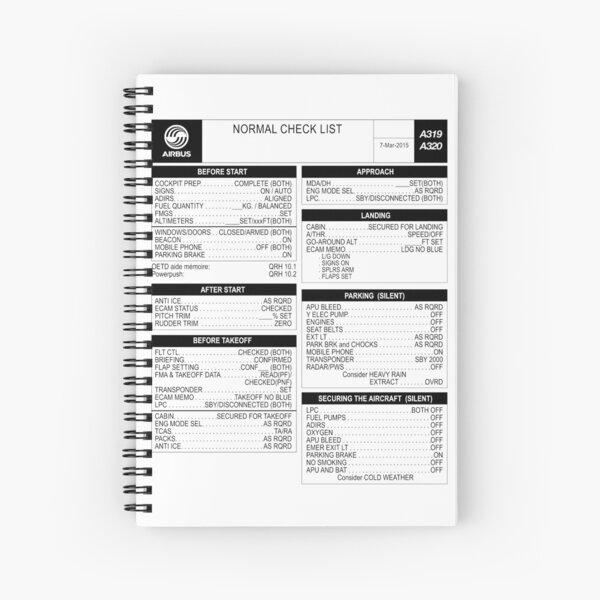 AIRBUS
NORMAL CHECK LIST
7-Mar-2015
A319
A320
BEFORE START
COCKPIT PREP. . . . . . . . . COMPLETE (BOTH)
SIGNS. . . . . . . . . . . . . . . . . . . . . ON / AUTO
ADIRS . . . . . . . . . . . . . . . . . . . . . ALIGNED
FUEL QUANTITY . . . . . . ___KG. / BALANCED
FMGS . . . . . . . . . . . . . . . . . . . . . . . . . SET
ALTIMETERS . . . . . . . ____SET/xxxFT(BOTH)
WINDOWS/DOORS . . CLOSED/ARMED (BOTH)
BEACON . . . . . . . . . . . . . . . . . . . . . . . . ON
MOBILE PHONE . . . . . . . . . . . . . OFF (BOTH)
PARKING BRAKE . . . . . . . . . . . . . . . . . . ON
OETD aide mémoire: QRH 10.1
Powerpush: QRH 10.2
AFTER START
ANTI ICE . . . . . . . . . . . . . . . . . . . . AS RQRD
ECAM STATUS . . . . . . . . . . . . . . . CHECKED
PITCH TRIM . . . . . . . . . . . . . . . . ___% SET
RUDDER TRIM . . . . . . . . . . . . . . . . . . ZERO
BEFORE TAKEOFF
FLT CTL. . . . . . . . . . . . . . . CHECKED (BOTH)
BRIEFING. . . . . . . . . . . . . . . . . . CONFIRMED
FLAP SETTING . . . . . . . . . CONF___ (BOTH)
FMA & TAKEOFF DATA. . . . . . . . . READ(PF)/
CHECKED(PNF)
TRANSPONDER . . . . . . . . . . . . . . . . . . . SET
ECAM MEMO . . . . . . . . . . TAKEOFF NO BLUE
LPC . . . . . . . . . SBY/DISCONNECTED (BOTH)
CABIN. . . . . . . . . . SECURED FOR TAKEOFF
ENG MODE SEL. . . . . . . . . . . . . . . AS RQRD
TCAS. . . . . . . . . . . . . . . . . . . . . . . . TA/RA
PACKS. . . . . . . . . . . . . . . . . . . . . AS RQRD
ANTI ICE. . . . . . . . . . . . . . . . . . . . AS RQRD
APPROACH
MDA/DH . . . . . . . . . . . . . . . ____SET(BOTH)
ENG MODE SEL. . . . . . . . . . . . . . . AS RQRD
LPC. . . . . . . . . SBY/DISCONNECTED (BOTH)
LANDING
CABIN. . . . . . . . . . SECURED FOR LANDING
A/THR. . . . . . . . . . . . . . . . . . . . SPEED/OFF
GO-AROUND ALT . . . . . . . . . . . . . . . FT SET
ECAM MEMO. . . . . . . . . . . . . LDG NO BLUE
. L/G DOWN
. SIGNS ON
. SPLRS ARM
. FLAPS SET
PARKING (SILENT)
APU BLEED. . . . . . . . . . . . . . . . . . AS RQRD
Y ELEC PUMP. . . . . . . . . . . . . . . . . . . . OFF
ENGINES . . . . . . . . . . . . . . . . . . . . . . . OFF
SEAT BELTS . . . . . . . . . . . . . . . . . . . . . OFF
EXT LT . . . . . . . . . . . . . . . . . . . . . AS RQRD
PARK BRK and CHOCKS . . . . . . . . AS RQRD
MOBILE PHONE . . . . . . . . . . . . . . . . . . . ON
TRANSPONDER . . . . . . . . . . . . . . SBY 2000
RADAR/PWS . . . . . . . . . . . . . . . . . . . . . OFF
Consider HEAVY RAIN
EXTRACT . . . . . . . OVRD
SECURING THE AIRCRAFT (SILENT)
LPC . . . . . . . . . . . . . . . . . . . . . . . BOTH OFF
FUEL PUMPS . . . . . . . . . . . . . . . . . . . . OFF
ADIRS . . . . . . . . . . . . . . . . . . . . . . . . . OFF
OXYGEN . . . . . . . . . . . . . . . . . . . . . . . . OFF
APU BLEED . . . . . . . . . . . . . . . . . . . . . . OFF
EMER EXIT LT . . . . . . . . . . . . . . . . . . . OFF
PARKING BRAKE . . . . . . . . . . . . . . . . . . ON
NO SMOKING . . . . . . . . . . . . . . . . . . . . OFF
APU AND BAT . . . . . . . . . . . . . . . . . . . . OFF
Consider COLD WEATHER